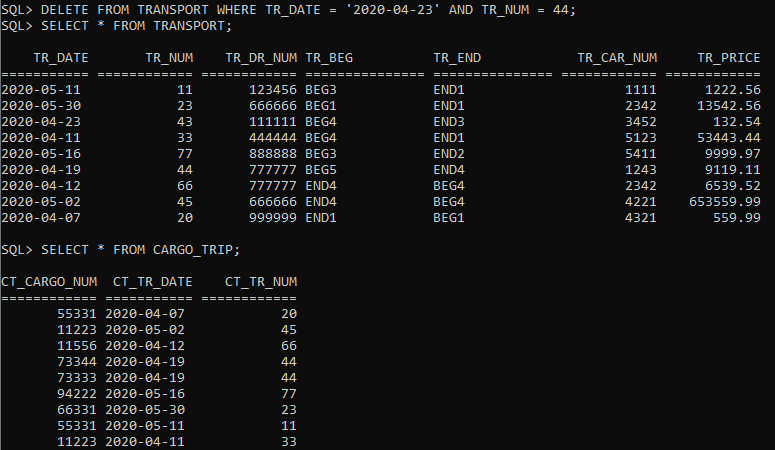 SQL> DELETE FROM TRANSPORT WHERE TR_DATE = '2020-04-23' AND TR_NUM = 44;
SQL> SELECT * FROM TRANSPORT;
TR_DATE TR_NUM TR_DR_NUM TR_BEG TR_END TR_CAR_NUM TR_PRICE
=========== ============ ============ =============== =============== ============ ============
2020-05-11 11 123456 BEG3 END1 1111 1222.56
2020-05-30 23 666666 BEG1 END1 2342 13542.56
2020-04-23 43 111111 BEG4 END3 3452 132.54
2020-04-11 33 444444 BEG4 END1 5123 53443.44
2020-05-16 77 888888 BEG3 END2 5411 9999.97
2020-04-19 44 777777 BEG5 END4 1243 9119.11
2020-04-12 66 777777 END4 BEG4 2342 6539.52
2020-05-02 45 666666 END4 BEG4 4221 653559.99
2020-04-07 20 999999 END1 BEG1 4321 559.99
SQL> SELECT * FROM CARGO_TRIP;
CT_CARGO_NUM CT_TR_DATE CT_TR_NUM
============ =========== ============
55331 2020-04-07 20
11223 2020-05-02 45
11556 2020-04-12 66
73344 2020-04-19 44
73333 2020-04-19 44
94222 2020-05-16 77
66331 2020-05-30 23
55331 2020-05-11 11
11223 2020-04-11 33